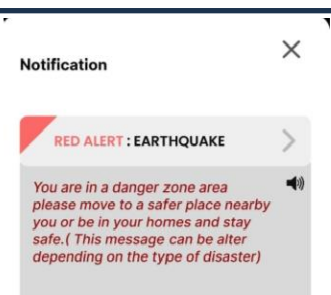 Notification
RED ALERT : EARTHQUAKE
You are in a danger zone area
please move to a safer place nearby
you or be in your homes and stay
safe.( This message can be alter
depending on the type of disaster)